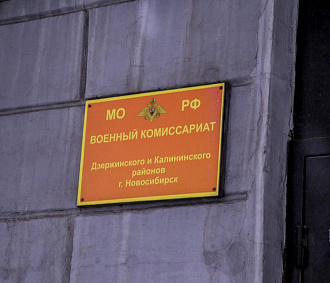 МО РФ
ВОЕННЫЙ КОМИССАРИАТ
Дзержинского и Калининского
районов
г. Новосибирск